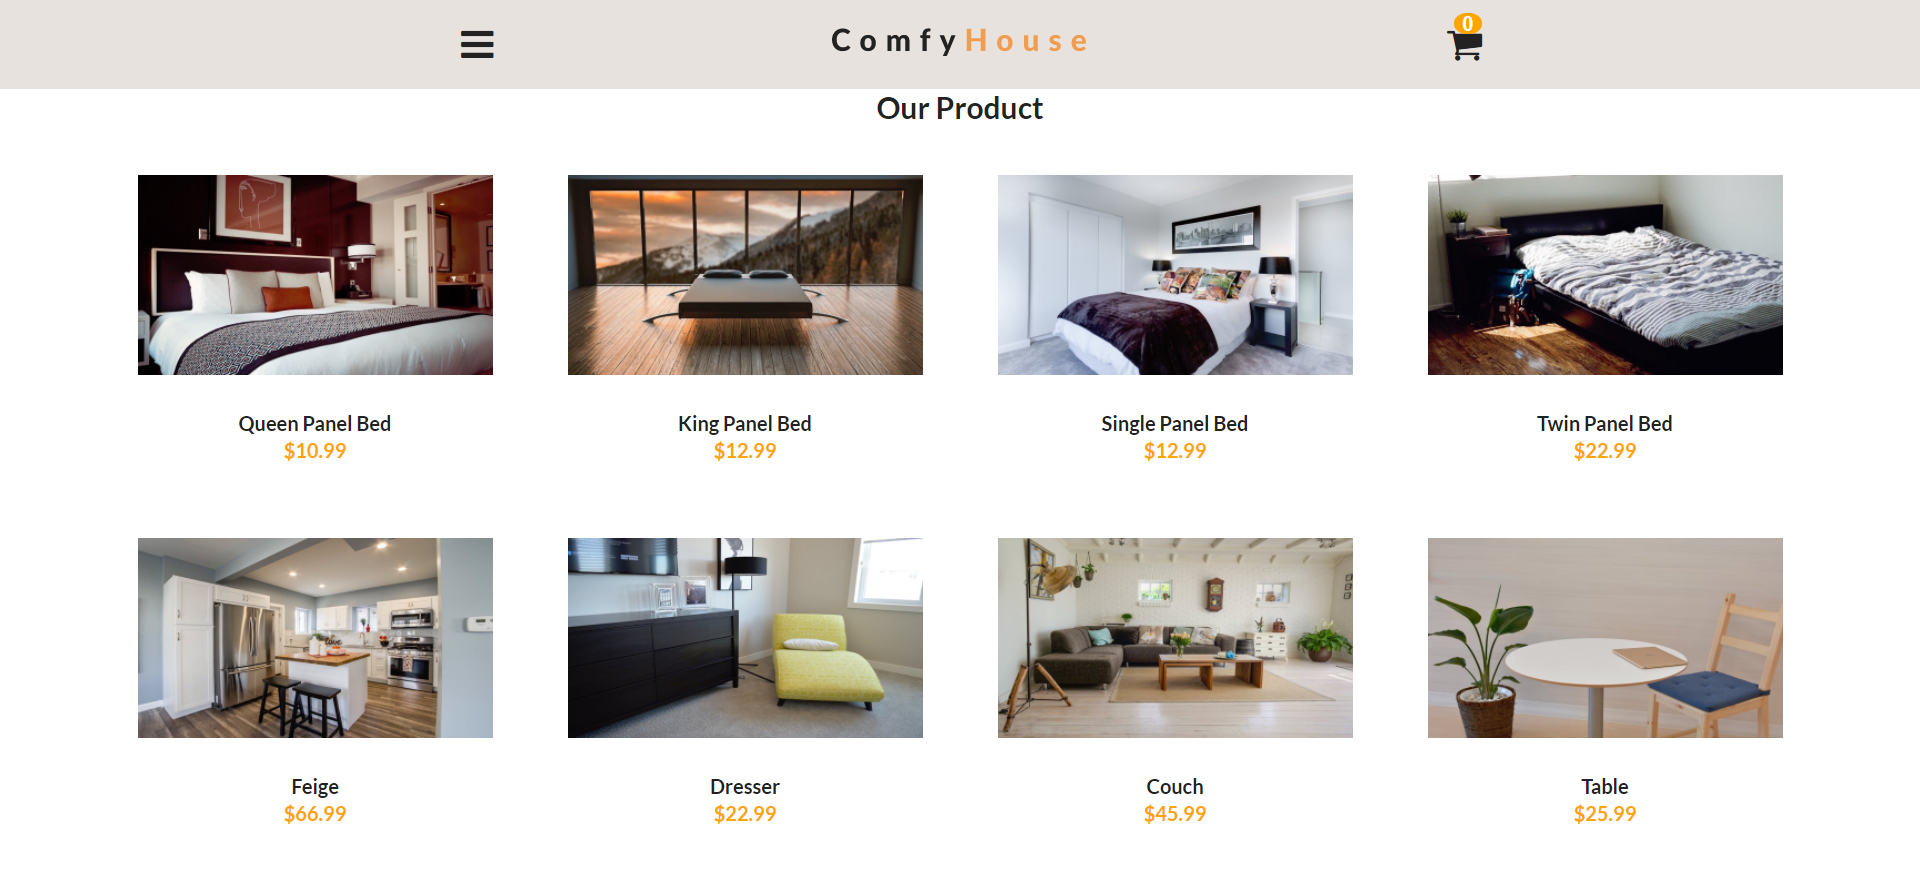 0
ComfyHouse
Our Product
Queen Panel Bed
$10.99
King Panel Bed
$12.99
Single Panel Bed
$12.99
Twin Panel Bed
$22.99
Feige
$66.99
Dresser
$22.99
Couch
$45.99
Table
$25.99